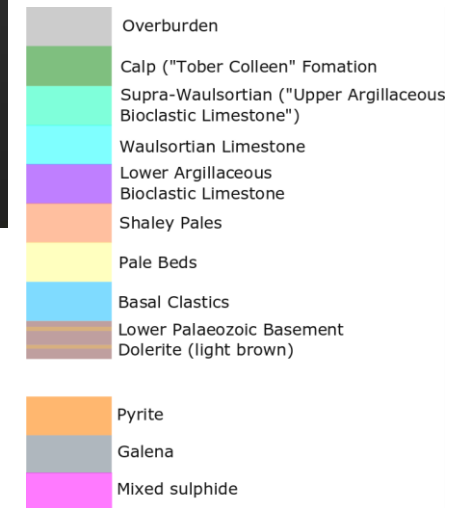 Overburden
Calp ("Tober Colleen" Fomation
Supra-Waulsortian ("Upper Argillaceous
Bioclastic Limestone")
Waulsortian Limestone
Lower Argillaceous
Bioclastic Limestone
Shaley Pales
Pale Beds
Basal Clastics
Lower Palaeozoic Basement
Dolerite (light brown)
Pyrite
Galena
Mixed sulphide